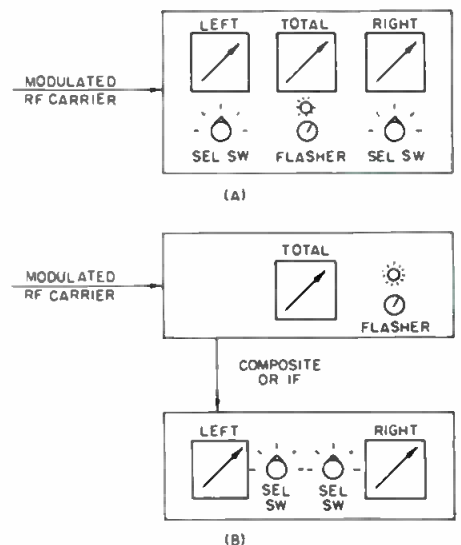 LEFT TOTAL RIGHT
MODULATED
RF CARRIER
SEL SW FLASHER SEL SW
(A)
TOTAL
MODULATED
RF CARRIER
FLASHER
COMPOSITE
OR IF
LEFT RIGHT
SEL SW SEL SW
(B)